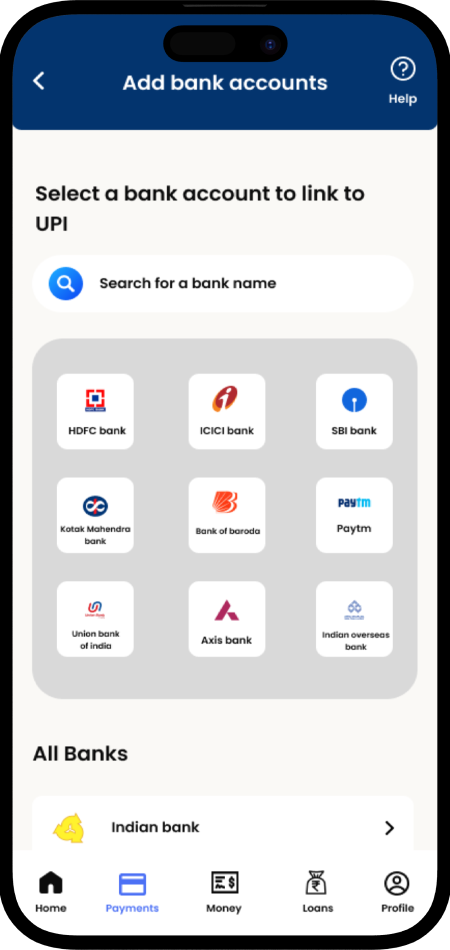 Add bank accounts
Help
Select a bank account to link to
UPI
Search for a bank name
HDFC bank
ICICI bank
SBI bank
Kotak Mahendra
bank
Bank of baroda
Paytm
Paytm
Union bank
of india
Axis bank
Indian overseas
bank
All Banks
Indian bank
Home
Payments
Money
Loans
Profile